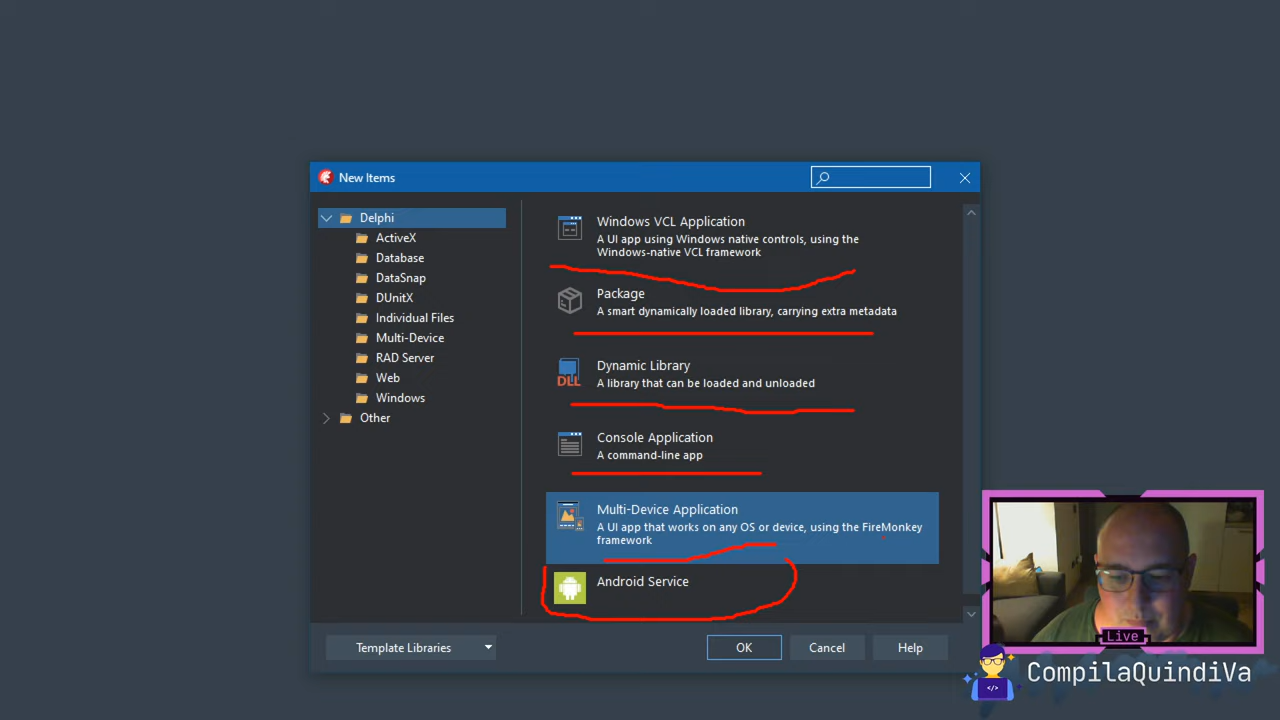 New Items
Delphi
ActiveX
Database
DataSnap
DUnitX
Individual Files
Multi-Device
RAD Server
Web
Windows
Other
Windows VCL Application
A UI app using Windows native controls, using the
Windows-native VCL framework
Package
A smart dynamically loaded library, carrying extra metadata
DLL
Dynamic Library
A library that can be loaded and unloaded
Console Application
A command-line app
Multi-Device Application
A UI app that works on any OS or device, using the FireMonkey
framework
Android Service
Template Libraries
OK
Cancel
Help
Live
</>
CompilaQuindiVa